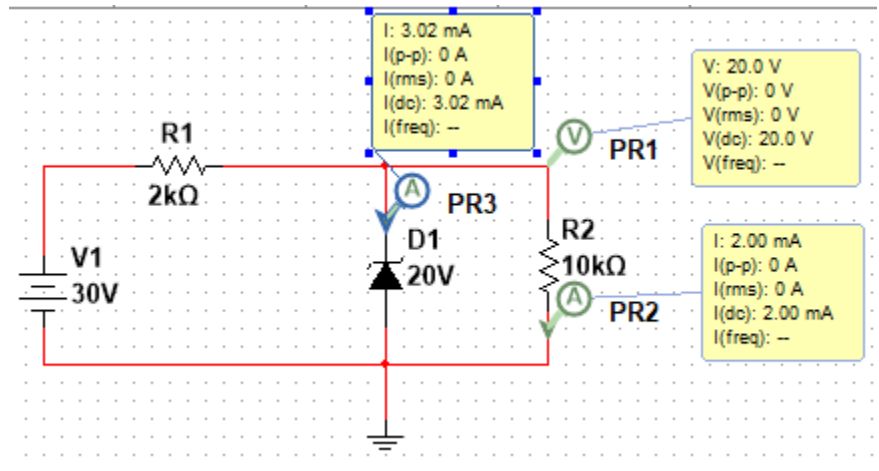 I: 3.02 mA
I(p-p): 0 A
I(rms): 0 A
I(dc): 3.02 mA
I(freq): --
V: 20.0 V
V(p-p): 0 V
V(rms): 0 V
V(dc): 20.0 V
V(freq): --
R1
2kΩ
V
PR1
A
PR3
V1
30V
D1
20V
R2
10kΩ
A
PR2
I: 2.00 mA
I(p-p): 0 A
I(rms): 0 A
I(dc): 2.00 mA
I(freq): --